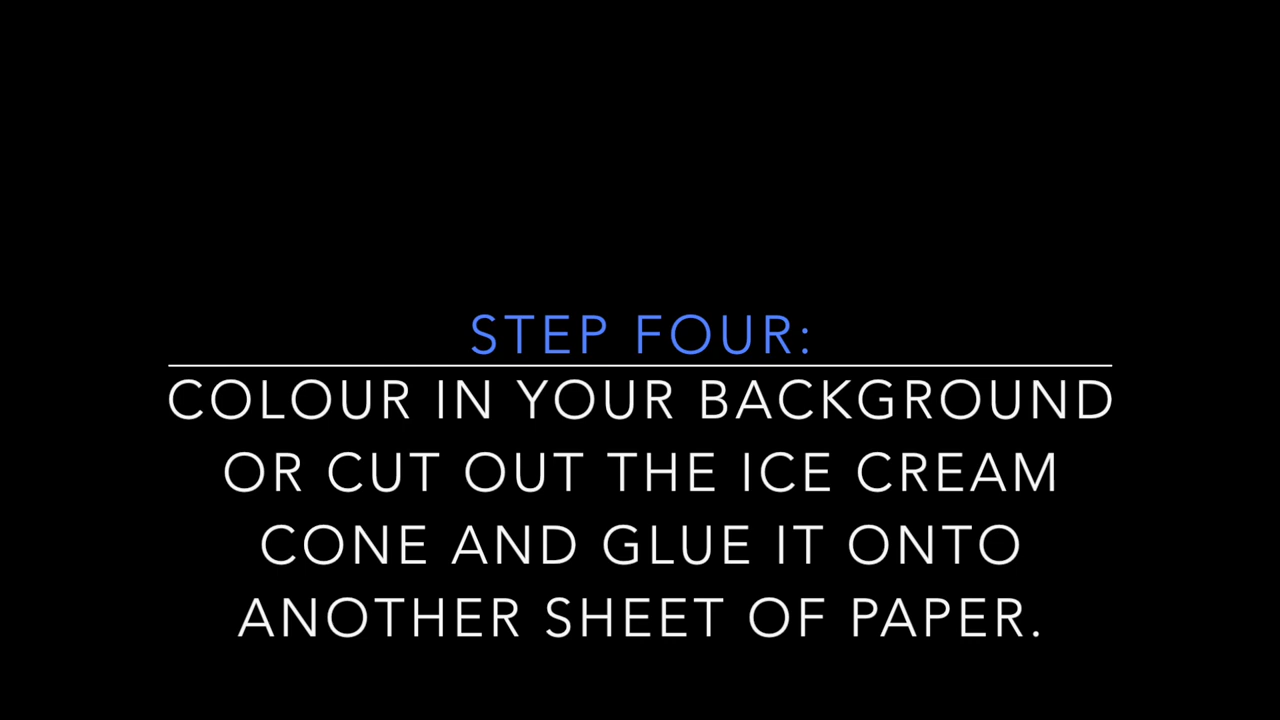 STEP FOUR:
COLOUR IN YOUR BACKGROUND
OR CUT OUT THE ICE CREAM
CONE AND GLUE IT ONTO
ANOTHER SHEET OF PAPER.